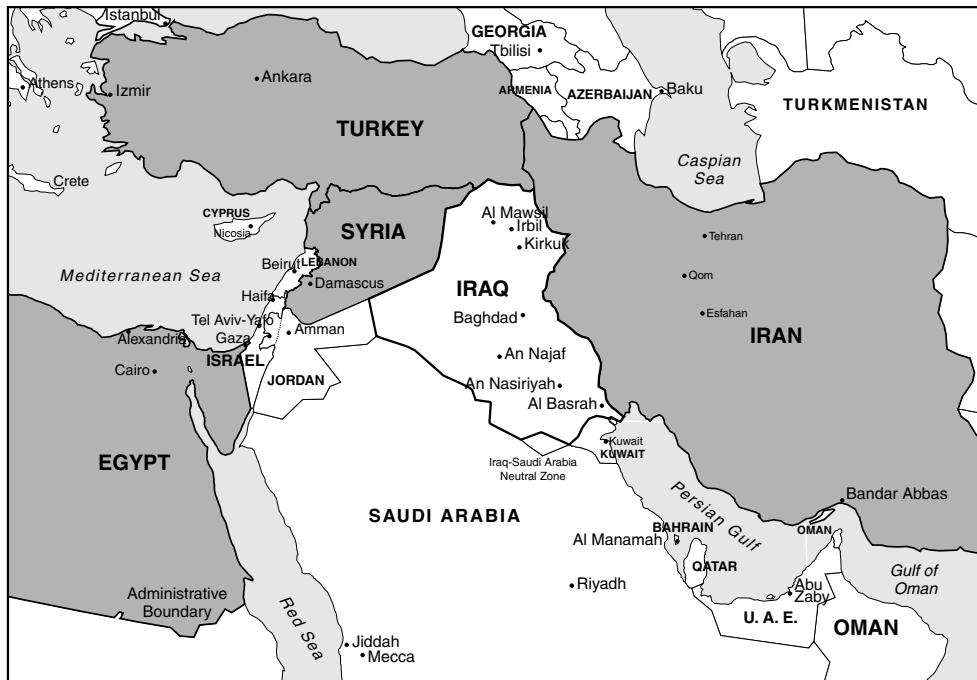 Istanbul
GEORGIA
Tbilisi
Athens
Izmir
Ankara
ARMENIA
AZERBAIJAN
Baku
TURKMENISTAN
TURKEY
Crete
Caspian
Sea
CYPRUS
Nicosia
SYRIA
Al Mawsil
Irbil
Kirkuk
Tehran
Mediterranean Sea
Beirut
LEBANON
Damascus
Qom
IRAQ
Haifa
Baghdad
Esfahan
Tel Aviv-Yafo
Amman
IRAN
Alexandria
Gaza
ISRAEL
An Najaf
Cairo
JORDAN
An Nasiriyah
Al Basrah
Kuwait
KUWAIT
EGYPT
Iraq-Saudi Arabia
Neutral Zone
Persian Gulf
Bandar Abbas
SAUDI ARABIA
BAHRAIN
OMAN
Al Manamah
QATAR
Gulf of
Oman
Riyadh
Abu
Zaby
Administrative
Boundary
Red Sea
U. A. E.
OMAN
Jiddah
Mecca